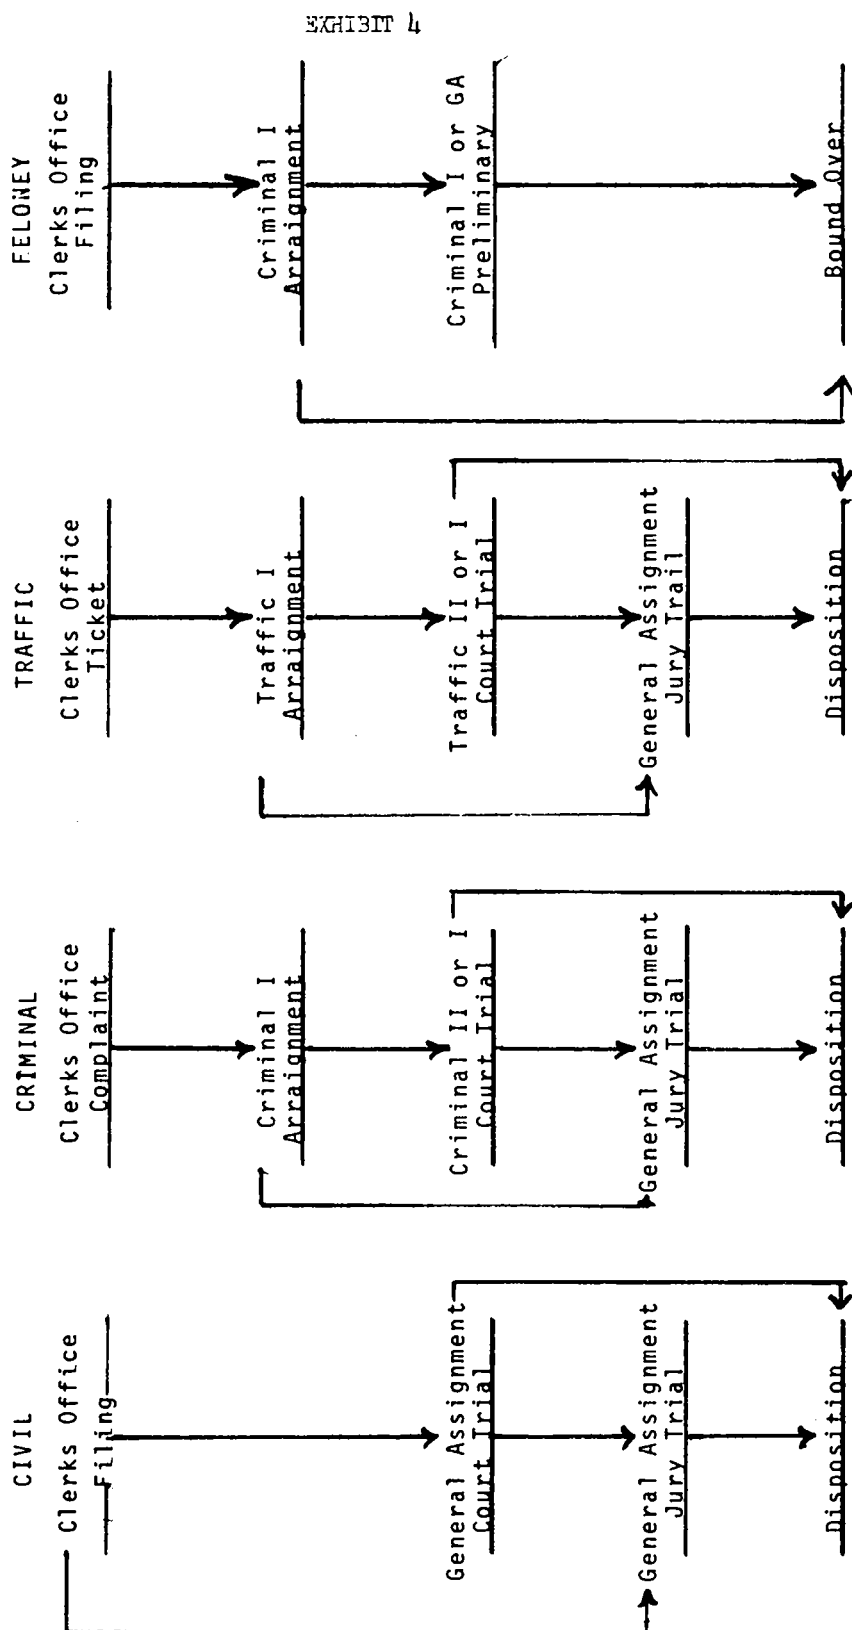 EXHIBIT 4
CIVIL
Clerks Office
Filing
General Assignment
Court Trial
General Assignment
Jury Trial
Disposition
CRIMINAL
Clerks Office
Complaint
Criminal I
Arraignment
Criminal II or I
Court Trial
General Assignment
Jury Trial
Disposition
TRAFFIC
Clerks Office
Ticket
Traffic I
Arraignment
Traffic II or I
Court Trial
General Assignment
Jury Trail
Disposition
FELONEY
Clerks Office
Filing
Criminal I
Arraignment
Criminal I or GA
Preliminary
Bound Over